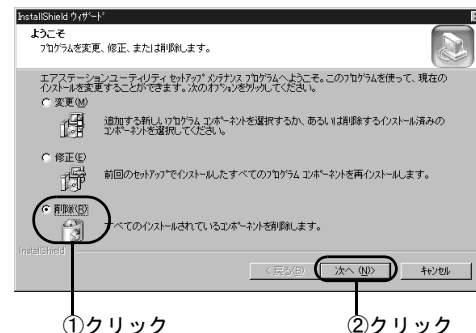 InstallShield ウィザード
ようこそ
プログラムを変更、修正、または削除します。
エアステーションユーティリティ セットアップ メンテナンス プログラムへようこそ。このプログラムを使って、現在の
インストールを変更することができます。次のオプションをクリックしてください。
変更(M)
追加する新しいプログラム コンポーネントを選択するか、あるいは削除するインストール済みの
コンポーネントを選択してください。
修正(E)
前回のセットアップでインストールしたすべてのプログラム コンポーネントを再インストールします。
削除(R)
すべてのインストールされているコンポーネントを削除します。
InstallShield
< 戻る(B) 次へ (N)> キャンセル
①クリック ②クリック